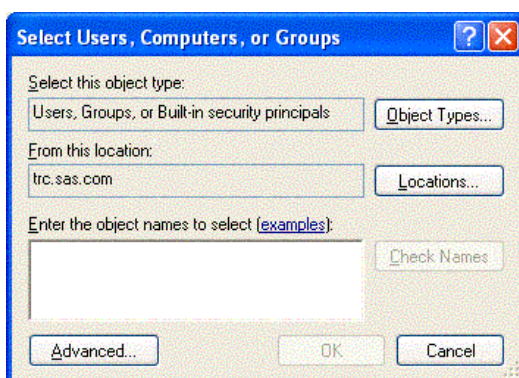 Select Users, Computers, or Groups
Select this object type:
Users, Groups, or Built-in security principals
Object Types...
From this location:
trc.sas.com
Locations...
Enter the object names to select (examples):
Check Names
Advanced...
OK
Cancel